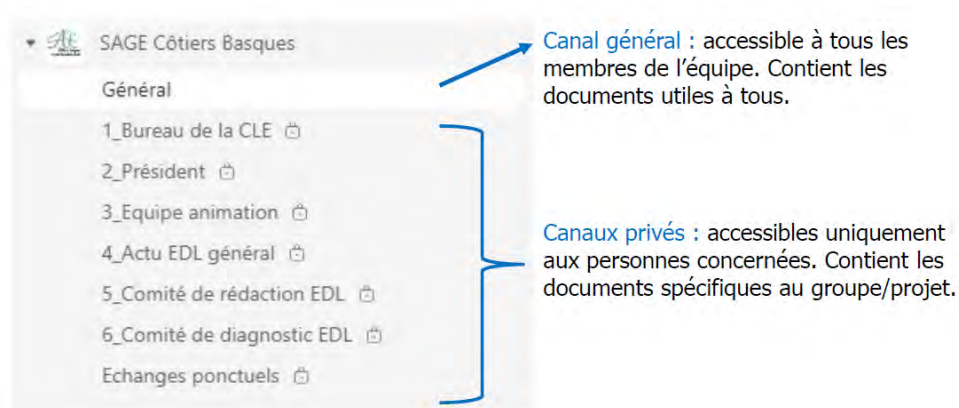 SAGE Côtiers Basques
Général
1_Bureau de la CLE
2_Président
3_Equipe animation
4_Actu EDL général
5_Comité de rédaction EDL
6_Comité de diagnostic EDL
Echanges ponctuels
Canal général : accessible à tous les
membres de l’équipe. Contient les
documents utiles à tous.
Canaux privés : accessibles uniquement
aux personnes concernées. Contient les
documents spécifiques au groupe/projet.